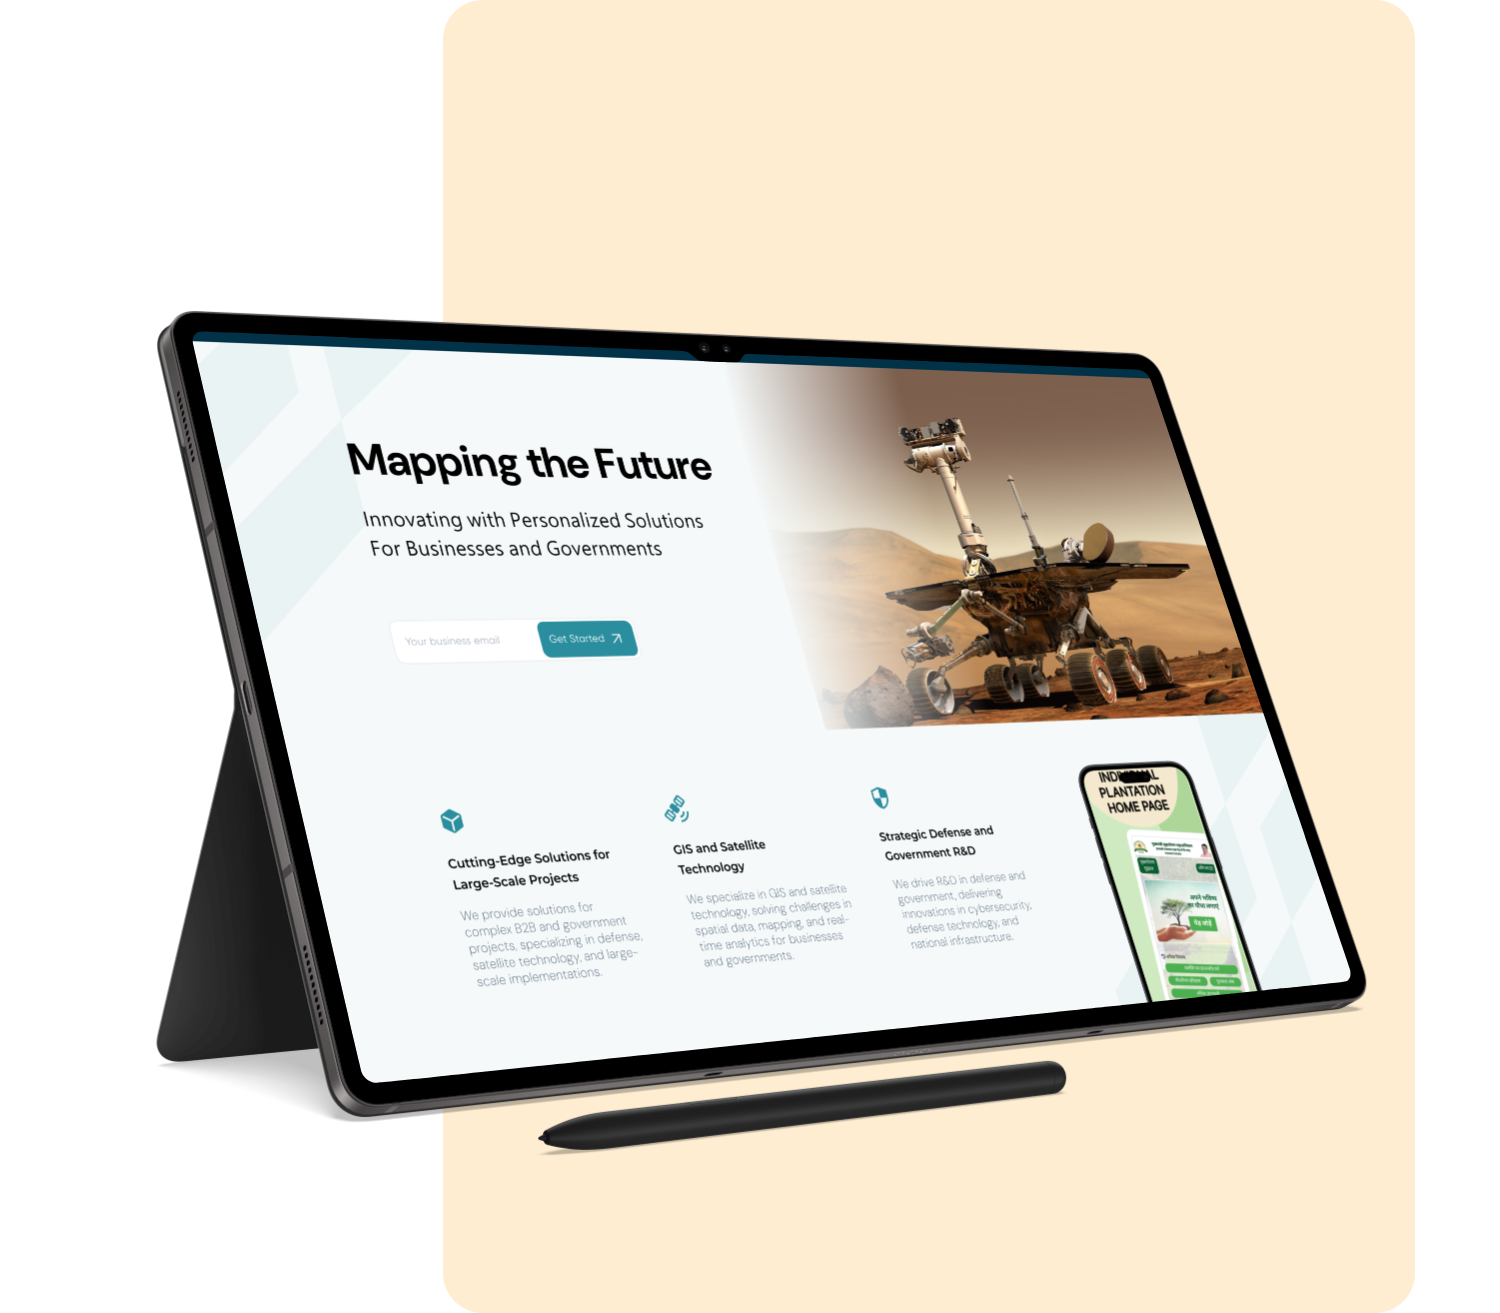 Mapping the Future
Innovating with Personalized Solutions
For Businesses and Governments
Your business email
Get Started
Cutting-Edge Solutions for
Large-Scale Projects
We provide solutions for
complex B2B and government
projects, specializing in defense,
satellite technology, and large-
scale implementations.
GIS and Satellite
Technology
We specialize in GIS and satellite
technology, solving challenges in
spatial data, mapping, and real-
time analytics for businesses
and governments.
Strategic Defense and
Government R&D
We drive R&D in defense and
government, delivering
innovations in cybersecurity,
defense technology, and
national infrastructure.
PLANTATION
HOME PAGE
अपने भविष्य
का पौधा लगाएं
पेड़ जोड़ें